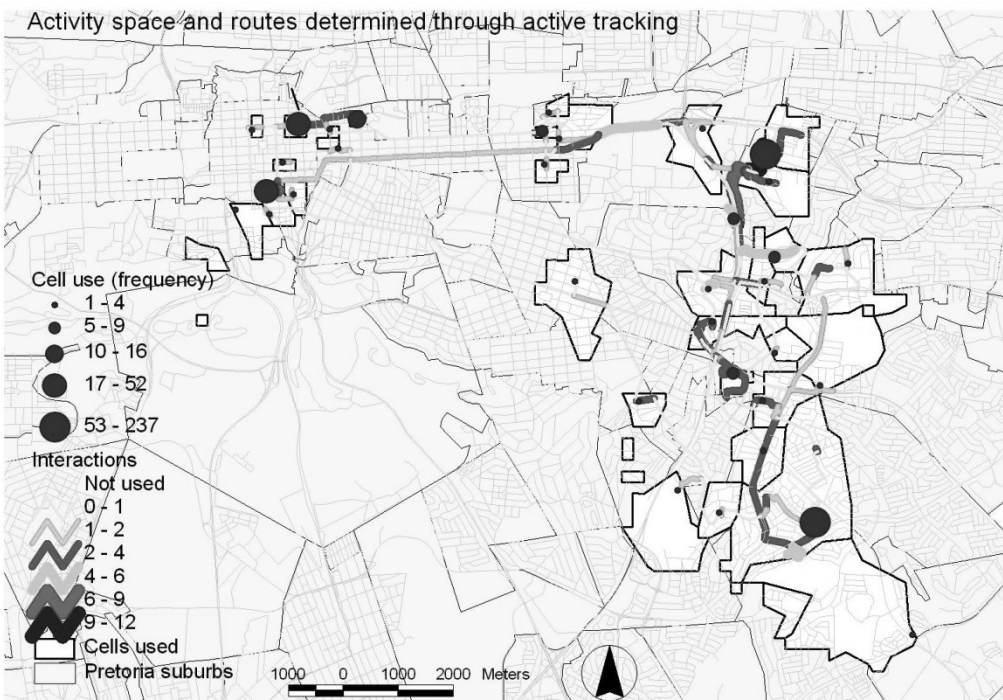 Activity space and routes determined through active tracking
Cell use (frequency)
1 - 4
5 - 9
10 - 16
17 - 52
53 - 237
Interactions
Not used
0 - 1
1 - 2
2 - 4
4 - 6
6 - 9
9 - 12
Cells used
Pretoria suburbs
1000 0 1000 2000 Meters